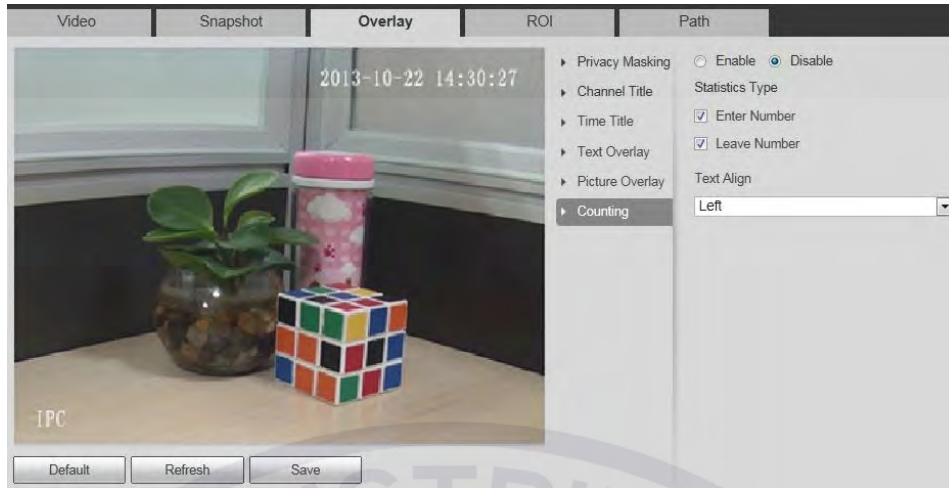 Video
Snapshot
Overlay
ROI
Path
2013-10-22 14:30:27
IPC
Privacy Masking
Channel Title
Time Title
Text Overlay
Picture Overlay
Counting
Enable
Disable
Statistics Type
Enter Number
Leave Number
Text Align
Left
Default
Refresh
Save